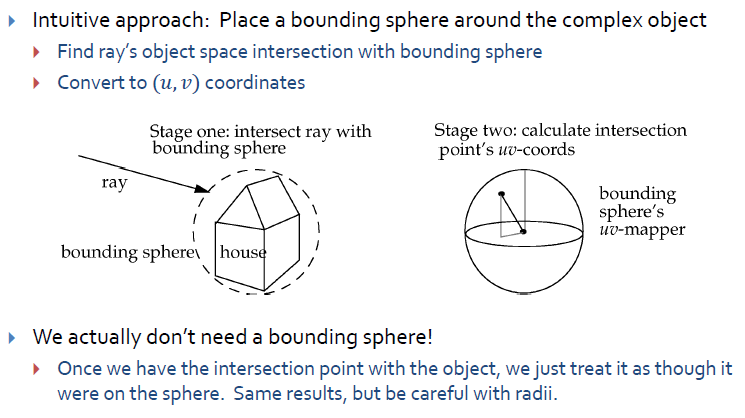 Intuitive approach: Place a bounding sphere around the complex object
Find ray's object space intersection with bounding sphere
Convert to (u, v) coordinates
Stage one: intersect ray with
bounding sphere
ray
bounding sphere
house
Stage two: calculate intersection
point's uv-coords
bounding
sphere's
uv-mapper
We actually don't need a bounding sphere!
Once we have the intersection point with the object, we just treat it as though it
were on the sphere. Same results, but be careful with radii.